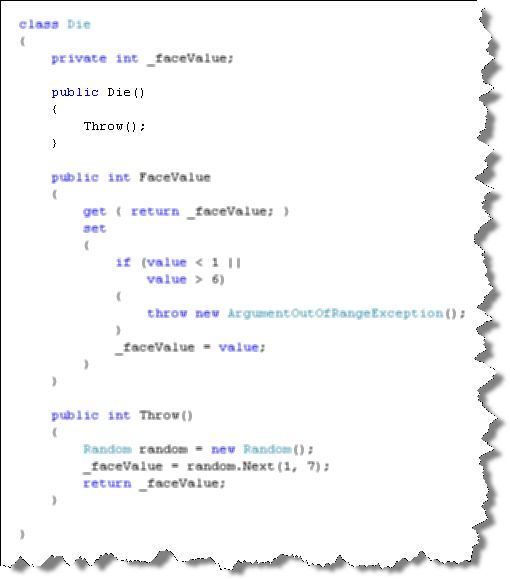 class Die
{
private int _faceValue;
public Die()
{
Throw();
}
public int FaceValue
{
get { return _faceValue; }
set
{
if (value < 1 ||
value > 6)
{
throw new ArgumentOutOfRangeException();
}
_faceValue = value;
}
}
public int Throw()
{
Random random = new Random();
_faceValue = random.Next(1, 7);
return _faceValue;
}
}